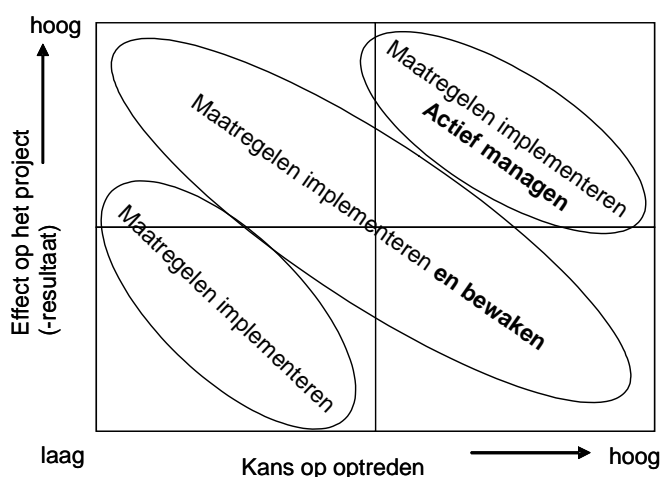 hoog
Maatregelen implementeren
Actief managen
Maatregelen implementeren en bewaken
Maatregelen implementeren
Effect op het project
(-resultaat)
laag
Kans op optreden
hoog